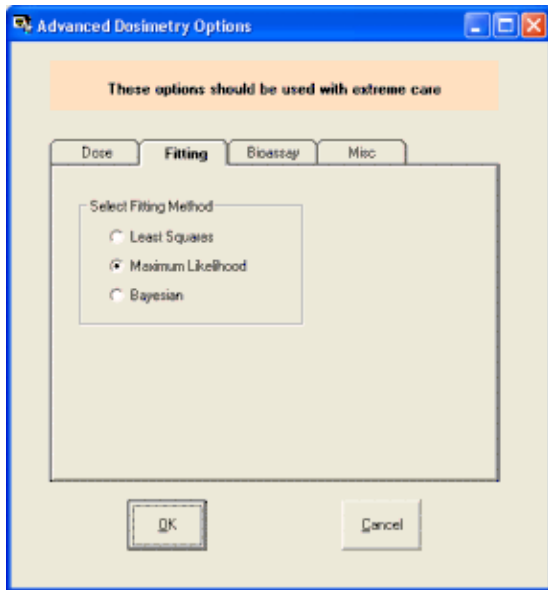 Advanced Dosimetry Options
These options should be used with extreme care
Dose Fitting Bioassay Misc
Select Fitting Method
Least Squares
Maximum Likelihood
Bayesian
OK Cancel